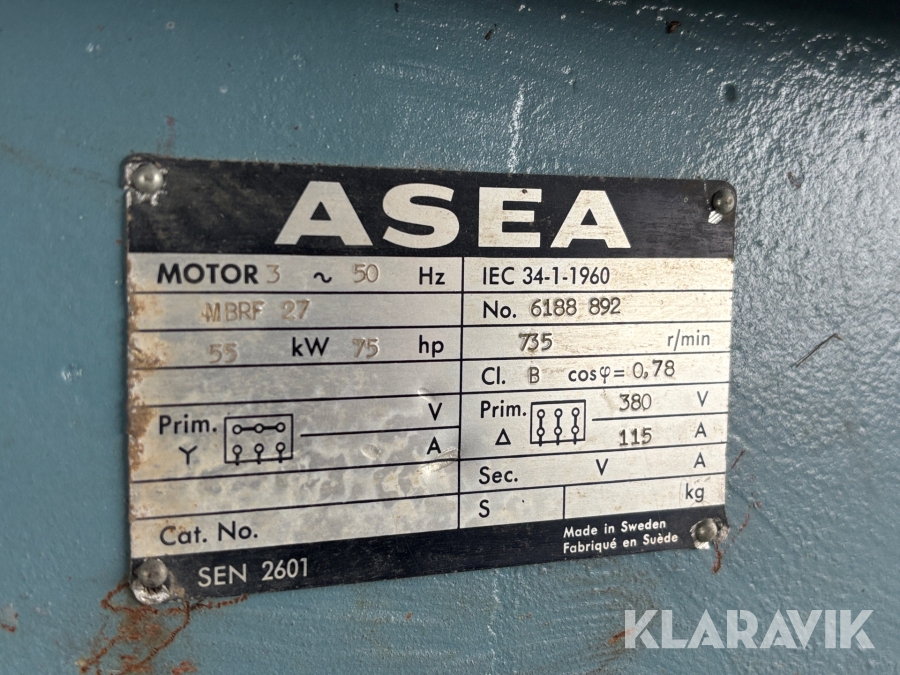 ASEA
MOTOR 3 ~ 50 Hz
IEC 34-1-1960
MBRF 27
No. 6188 892
55 kW 75 hp
735 r/min
Cl. B cosφ = 0,78
Prim. Y V A
Prim. Δ 380 V
115 A
Sec. V A
S kg
Cat. No.
Made in Sweden
Fabriqué en Suède
SEN 2601
KLARAVIK